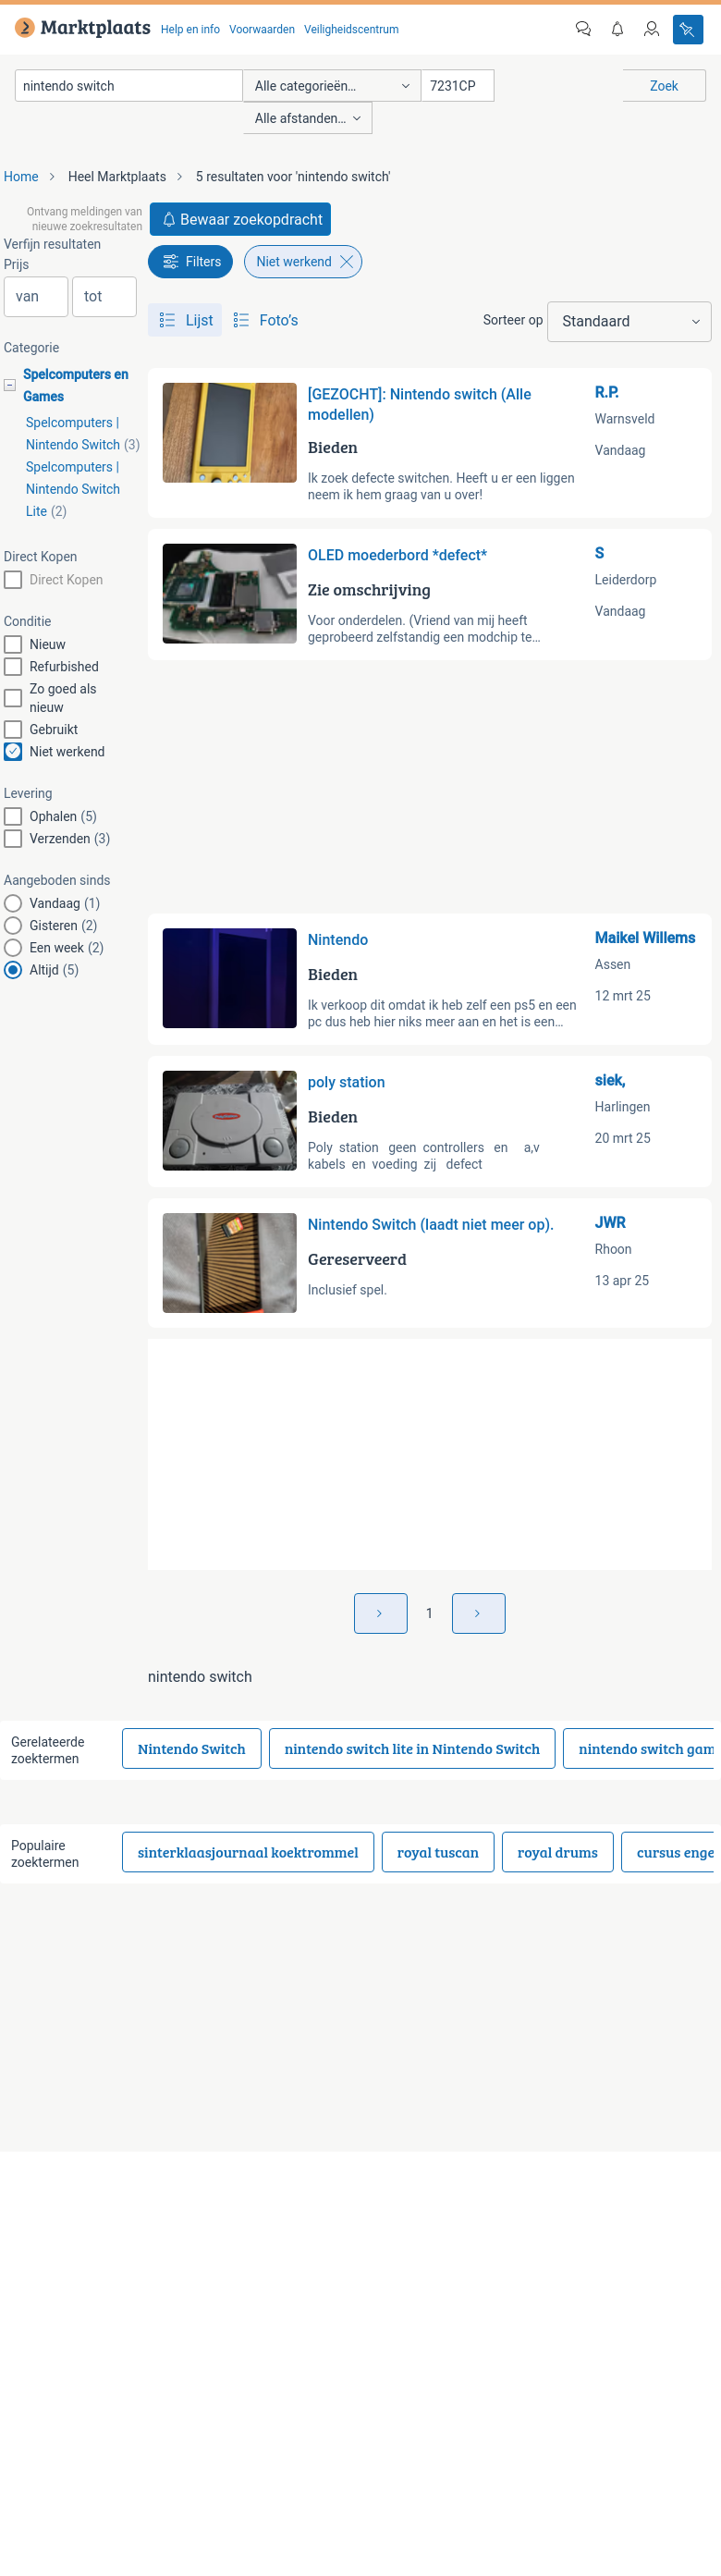 Marktplaats Help en info Voorwaarden Veiligheidscentrum
nintendo switch Alle categorieën... 7231CP Zoek
Alle afstanden...
Home Heel Marktplaats 5 resultaten voor 'nintendo switch'
Ontvang meldingen van
nieuwe zoekresultaten
Bewaar zoekopdracht
Verfijn resultaten
Prijs
van tot
Filters Niet werkend
Lijst Foto's Sorteer op Standaard
Categorie
Spelcomputers en
Games
Spelcomputers |
Nintendo Switch (3)
Spelcomputers |
Nintendo Switch
Lite (2)
Direct Kopen
Direct Kopen
Conditie
Nieuw
Refurbished
Zo goed als
nieuw
Gebruikt
Niet werkend
Levering
Ophalen (5)
Verzenden (3)
Aangeboden sinds
Vandaag (1)
Gisteren (2)
Een week (2)
Altijd (5)
[GEZOCHT]: Nintendo switch (Alle
modellen)
Bieden
Ik zoek defecte switchen. Heeft u er een liggen
neem ik hem graag van u over!
R.P.
Warnsveld
Vandaag
OLED moederbord *defect*
Zie omschrijving
Voor onderdelen. (Vriend van mij heeft
geprobeerd zelfstandig een modchip te...
S
Leiderdorp
Vandaag
Nintendo
Bieden
Ik verkoop dit omdat ik heb zelf een ps5 en een
pc dus heb hier niks meer aan en het is een...
Maikel Willems
Assen
12 mrt 25
poly station
Bieden
Poly station geen controllers en a,v
kabels en voeding zij defect
siek,
Harlingen
20 mrt 25
Nintendo Switch (laadt niet meer op).
Gereserveerd
Inclusief spel.
JWR
Rhoon
13 apr 25
1
nintendo switch
Gerelateerde
zoektermen
Nintendo Switch nintendo switch lite in Nintendo Switch nintendo switch gam
Populaire
zoektermen
sinterklaasjournaal koektrommel royal tuscan royal drums cursus enge